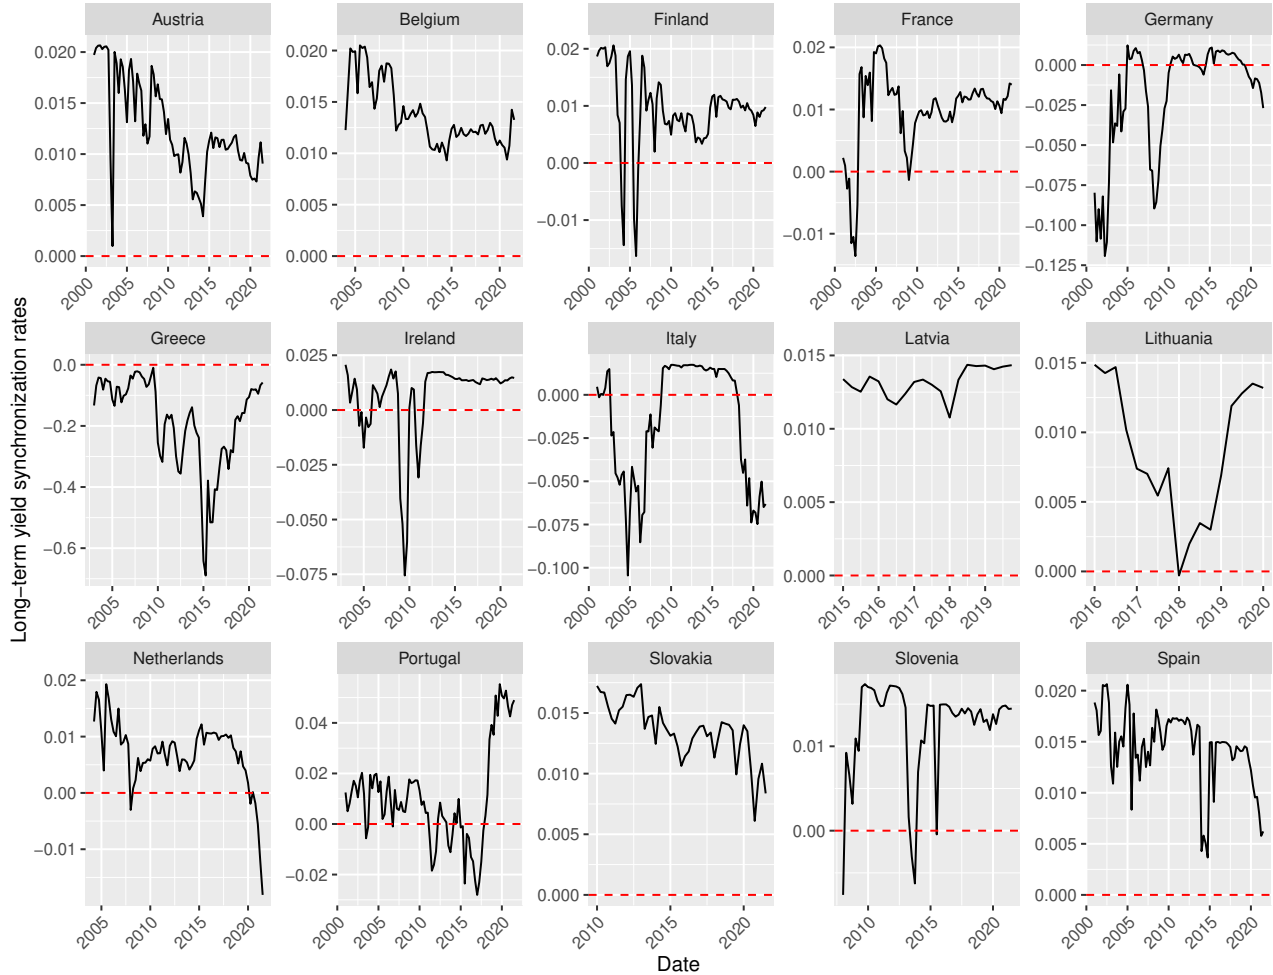 Austria Belgium Finland France Germany
0.020 0.015 0.010 0.005 0.000
0.020 0.015 0.010 0.005 0.000
0.02 0.01 0.00 −0.01
0.02 0.01 0.00 −0.01
0.000 −0.025 −0.050 −0.075 −0.100 −0.125
2000 2005 2010 2015 2020
2005 2010 2015 2020
2000 2005 2010 2015 2020
2000 2005 2010 2015 2020
2000 2005 2010 2015 2020
Long−term yield synchronization rates
Greece Ireland Italy Latvia Lithuania
0.0 −0.2 −0.4 −0.6
0.025 0.000 −0.025 −0.050 −0.075
0.000 −0.025 −0.050 −0.075 −0.100
0.015 0.010 0.005 0.000
0.015 0.010 0.005 0.000
2005 2010 2015 2020
2005 2010 2015 2020
2000 2005 2010 2015 2020
2015 2016 2017 2018 2019
2016 2017 2018 2019 2020
Netherlands Portugal Slovakia Slovenia Spain
0.02 0.01 0.00 −0.01
0.04 0.02 0.00 −0.02
0.015 0.010 0.005 0.000
0.01 0.00
0.020 0.015 0.010 0.005 0.000
2005 2010 2015 2020
2000 2005 2010 2015 2020
2010 2015 2020
2010 2015 2020
2000 2005 2010 2015 2020
Date